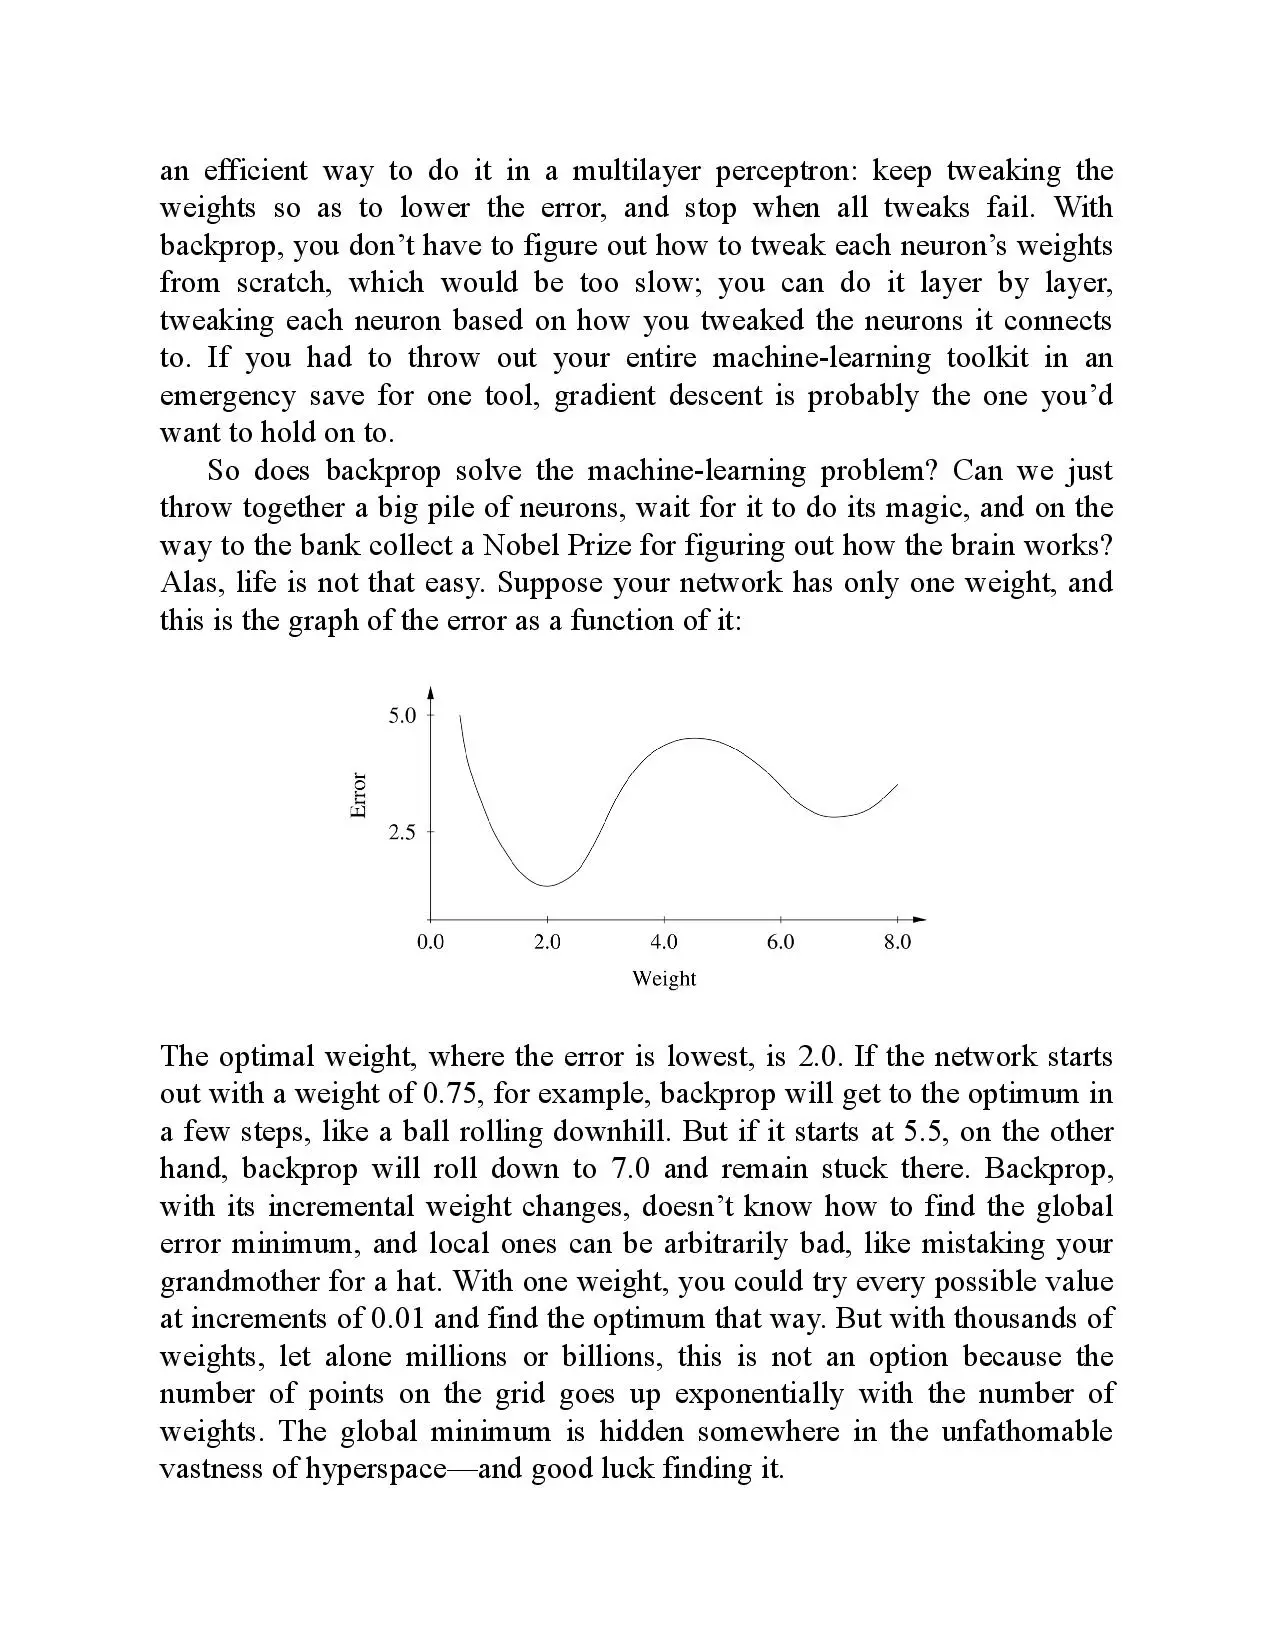 an efficient way to do it in a multilayer perceptron: keep tweaking the
weights so as to lower the error, and stop when all tweaks fail. With
backprop, you don’t have to figure out how to tweak each neuron’s weights
from scratch, which would be too slow; you can do it layer by layer,
tweaking each neuron based on how you tweaked the neurons it connects
to. If you had to throw out your entire machine-learning toolkit in an
emergency save for one tool, gradient descent is probably the one you’d
want to hold on to.
So does backprop solve the machine-learning problem? Can we just
throw together a big pile of neurons, wait for it to do its magic, and on the
way to the bank collect a Nobel Prize for figuring out how the brain works?
Alas, life is not that easy. Suppose your network has only one weight, and
this is the graph of the error as a function of it:
5.0
Error
2.5
0.0 2.0 4.0 6.0 8.0
Weight
The optimal weight, where the error is lowest, is 2.0. If the network starts
out with a weight of 0.75, for example, backprop will get to the optimum in
a few steps, like a ball rolling downhill. But if it starts at 5.5, on the other
hand, backprop will roll down to 7.0 and remain stuck there. Backprop,
with its incremental weight changes, doesn’t know how to find the global
error minimum, and local ones can be arbitrarily bad, like mistaking your
grandmother for a hat. With one weight, you could try every possible value
at increments of 0.01 and find the optimum that way. But with thousands of
weights, let alone millions or billions, this is not an option because the
number of points on the grid goes up exponentially with the number of
weights. The global minimum is hidden somewhere in the unfathomable
vastness of hyperspace—and good luck finding it.